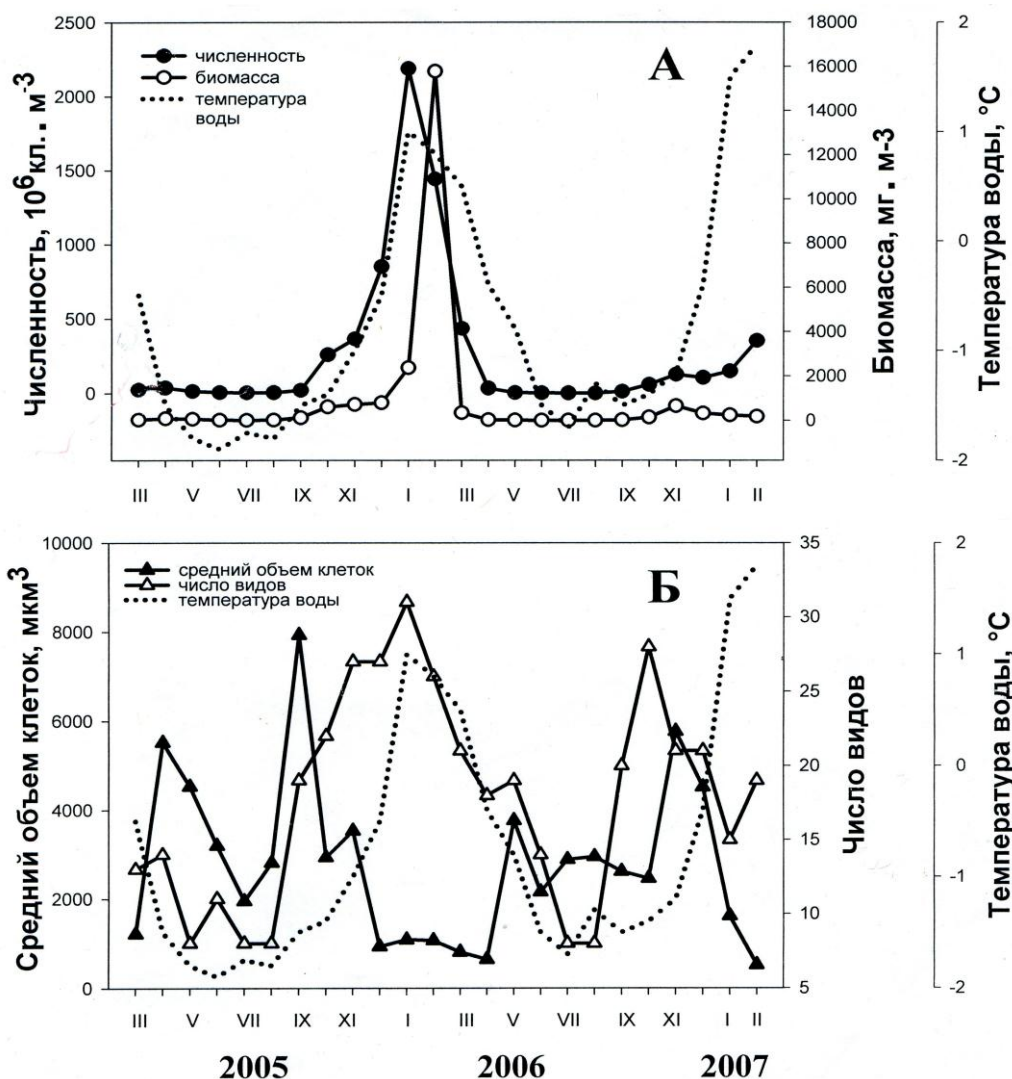 А
численность
биомасса
температура
воды
Численность, 10⁶кл.. м⁻³
2500
2000
1500
1000
500
0
18000
16000
14000
12000
10000
8000
6000
4000
2000
0
Биомасса, мг. м-3
2
1
0
-1
-2
Температура воды, °С
III V VII IX XI I III V VII IX XI I II
Б
средний объем клеток
число видов
температура воды
Средний объем клеток, мкм³
10000
8000
6000
4000
2000
0
35
30
25
20
15
10
5
Число видов
2
1
0
-1
-2
Температура воды, °С
III V VII IX XI I III V VII IX XI I II
2005 2006 2007